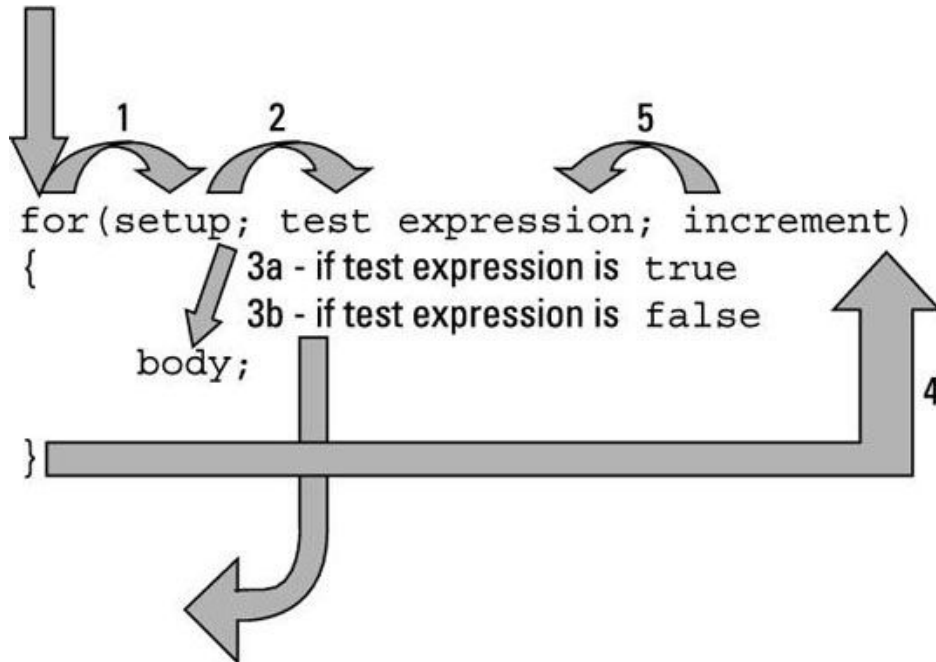 1 2 5
for(setup; test expression; increment)
{ 3a - if test expression is true
3b - if test expression is false
body;
4
}